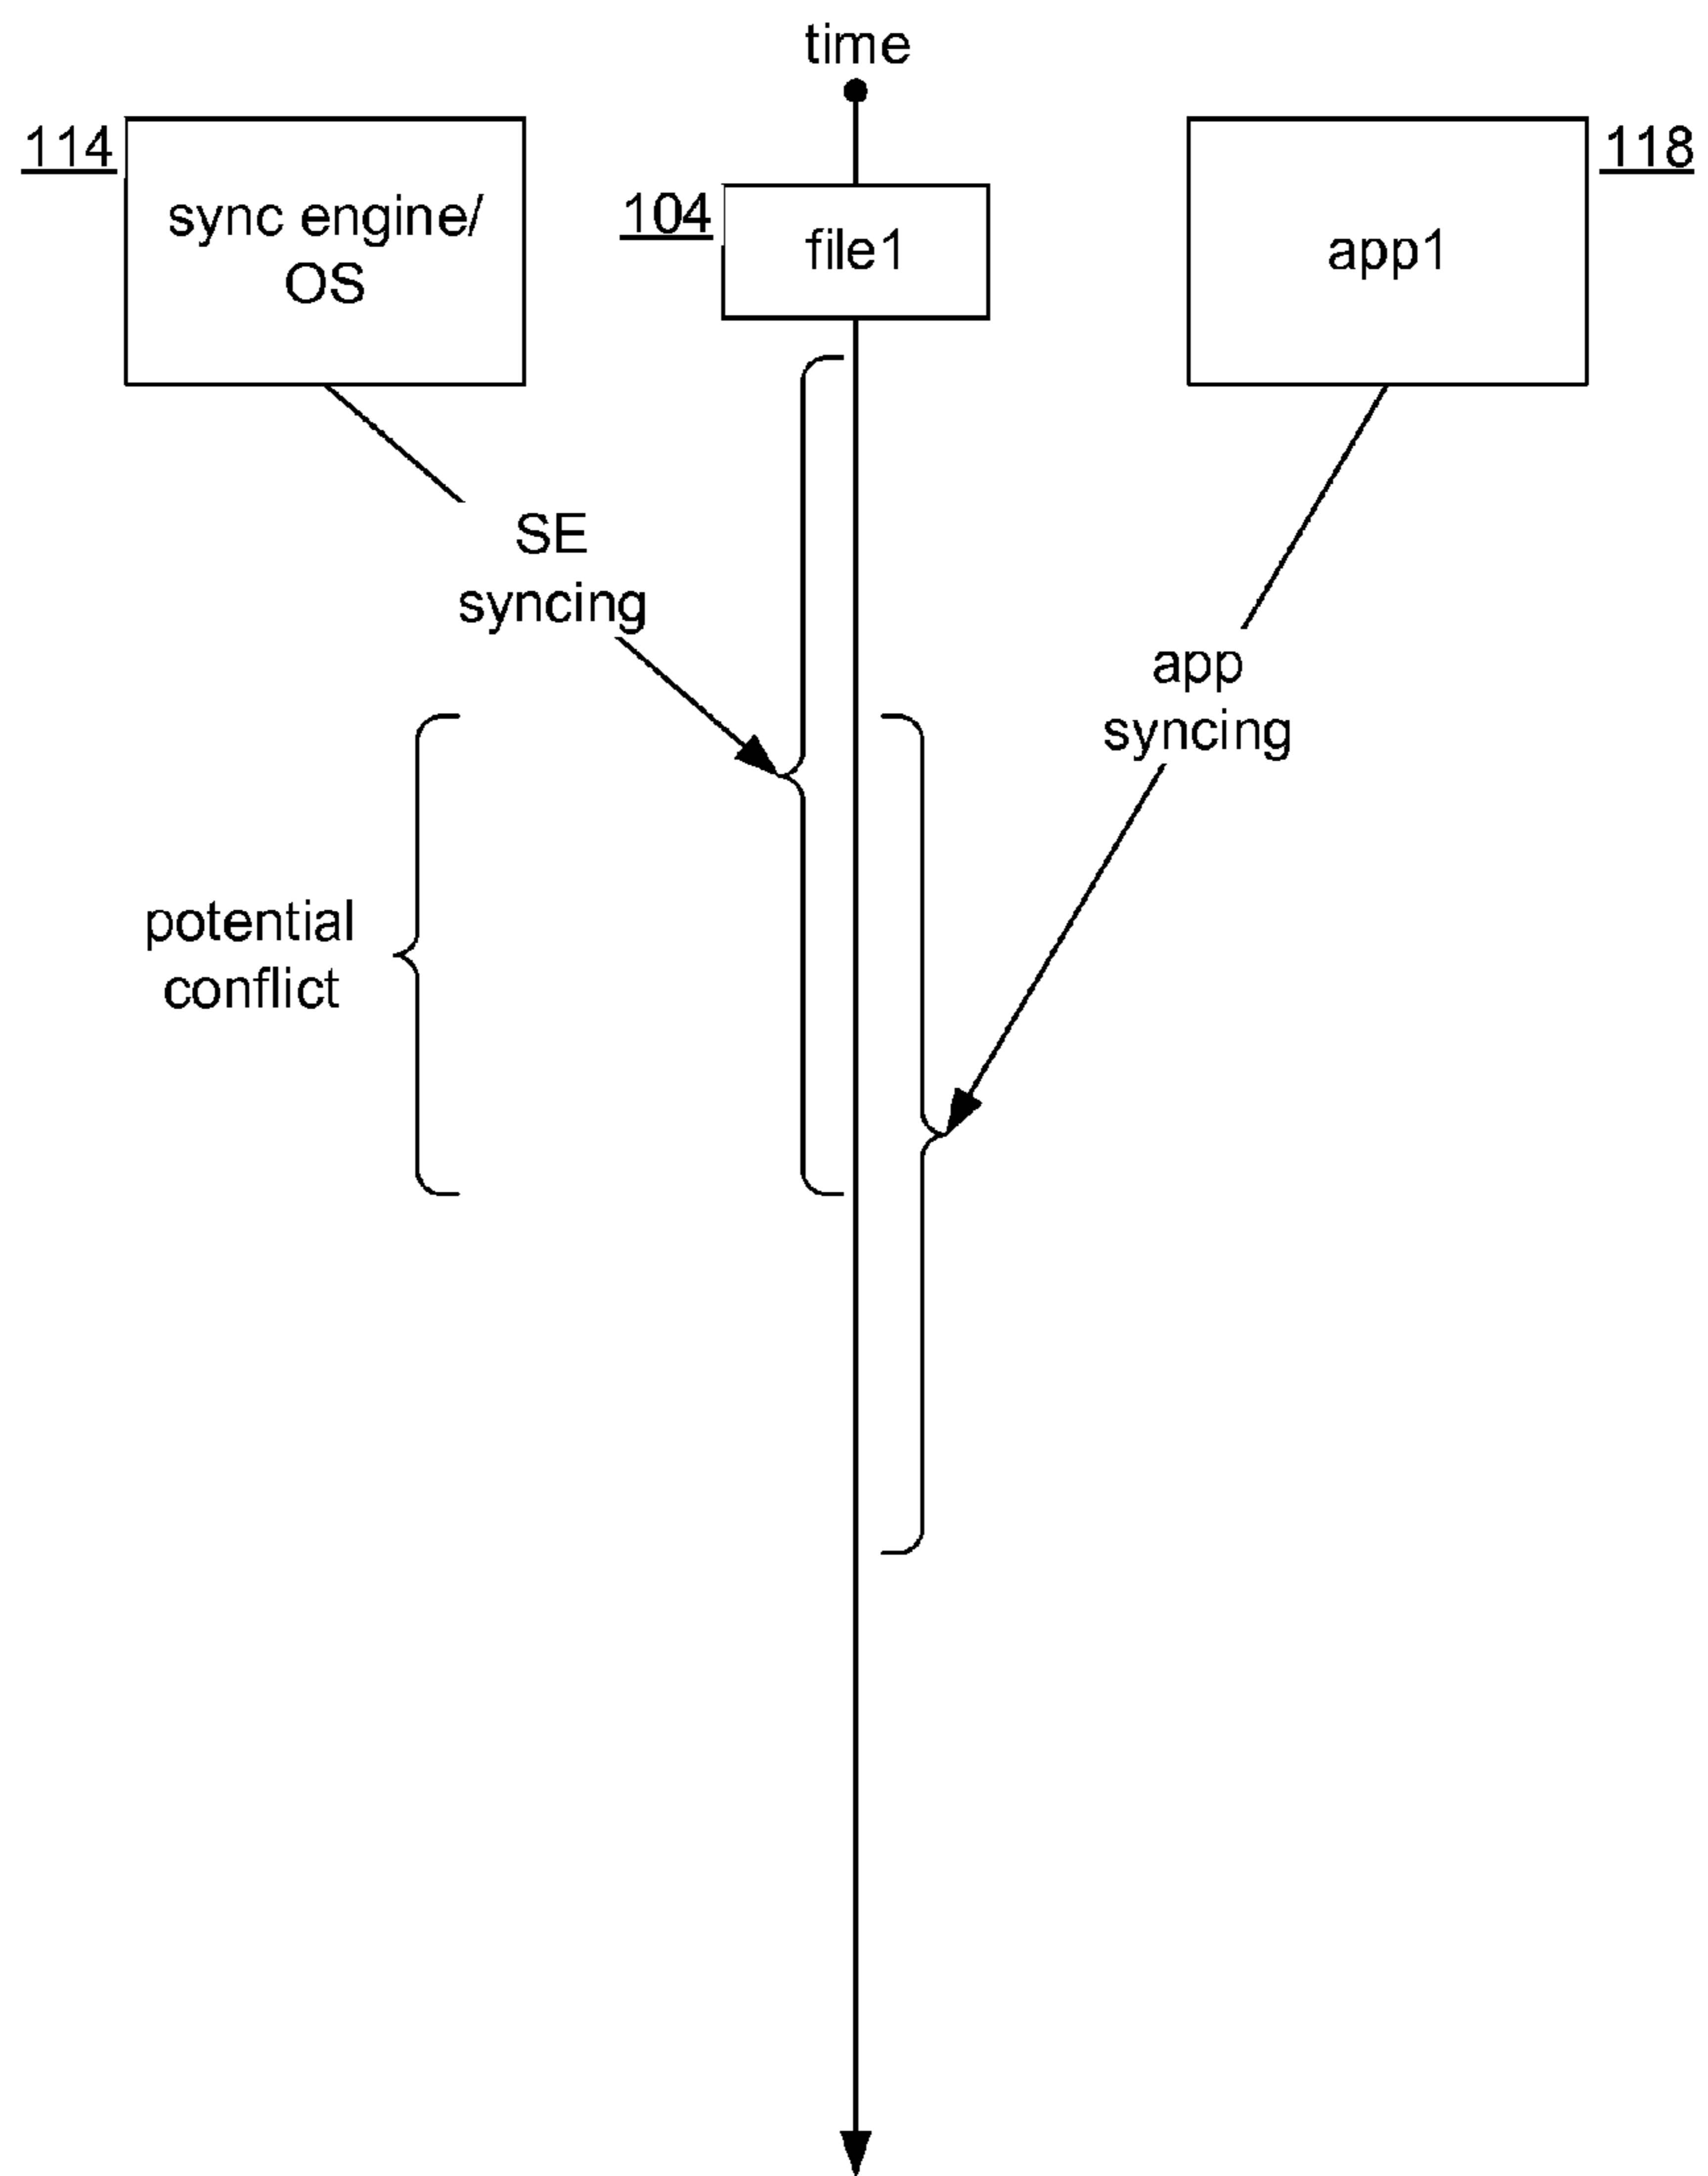 time
114
sync engine/
OS
104
file1
app1
118
SE
syncing
app
syncing
potential
conflict